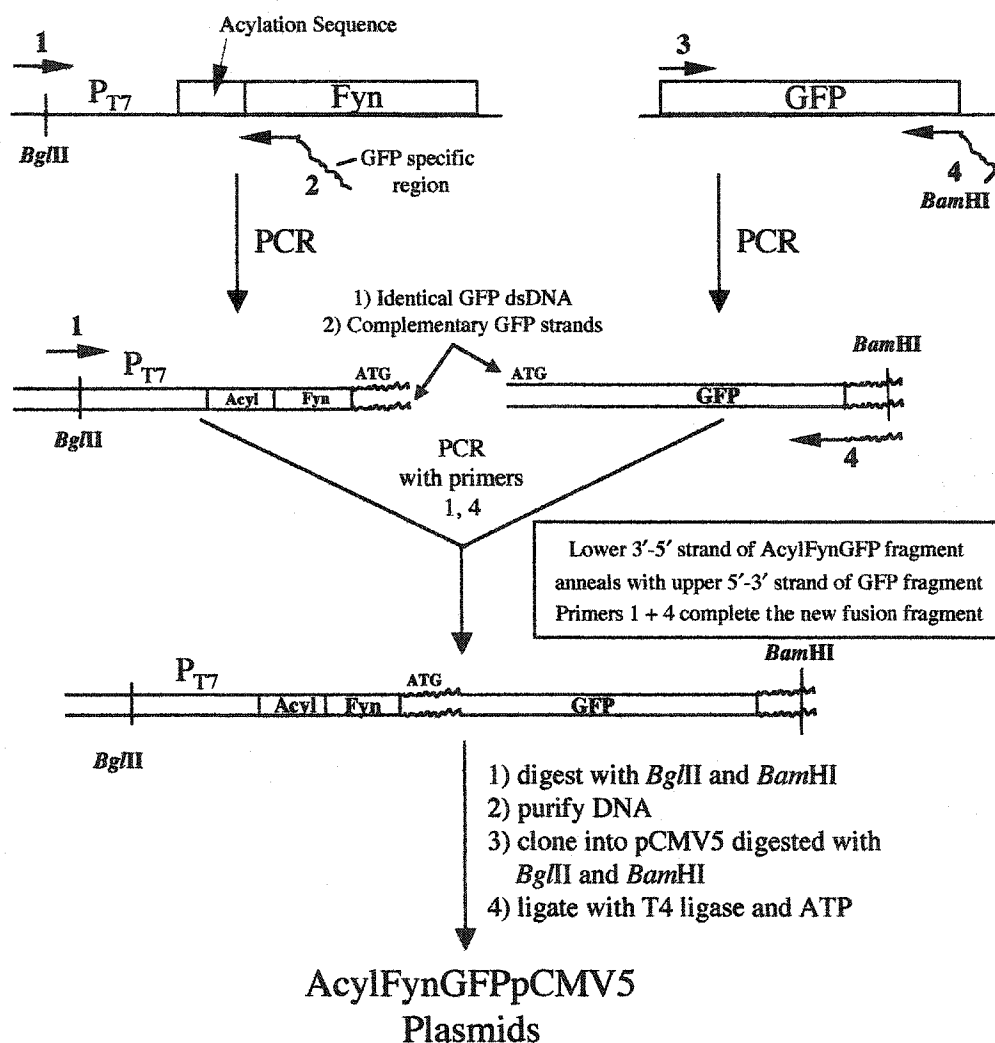 Acylation Sequence
1
3
P_T7
Fyn
GFP
BglII
2
GFP specific
region
4
BamHI
PCR
PCR
1) Identical GFP dsDNA
2) Complementary GFP strands
1
P_T7
ATG
ATG
BamHI
Acyl
Fyn
GFP
BglII
4
PCR
with primers
1, 4
Lower 3′-5′ strand of AcylFynGFP fragment
anneals with upper 5′-3′ strand of GFP fragment
Primers 1 + 4 complete the new fusion fragment
BamHI
P_T7
ATG
Acyl
Fyn
GFP
BglII
1) digest with BglII and BamHI
2) purify DNA
3) clone into pCMV5 digested with
BglII and BamHI
4) ligate with T4 ligase and ATP
AcylFynGFPpCMV5
Plasmids